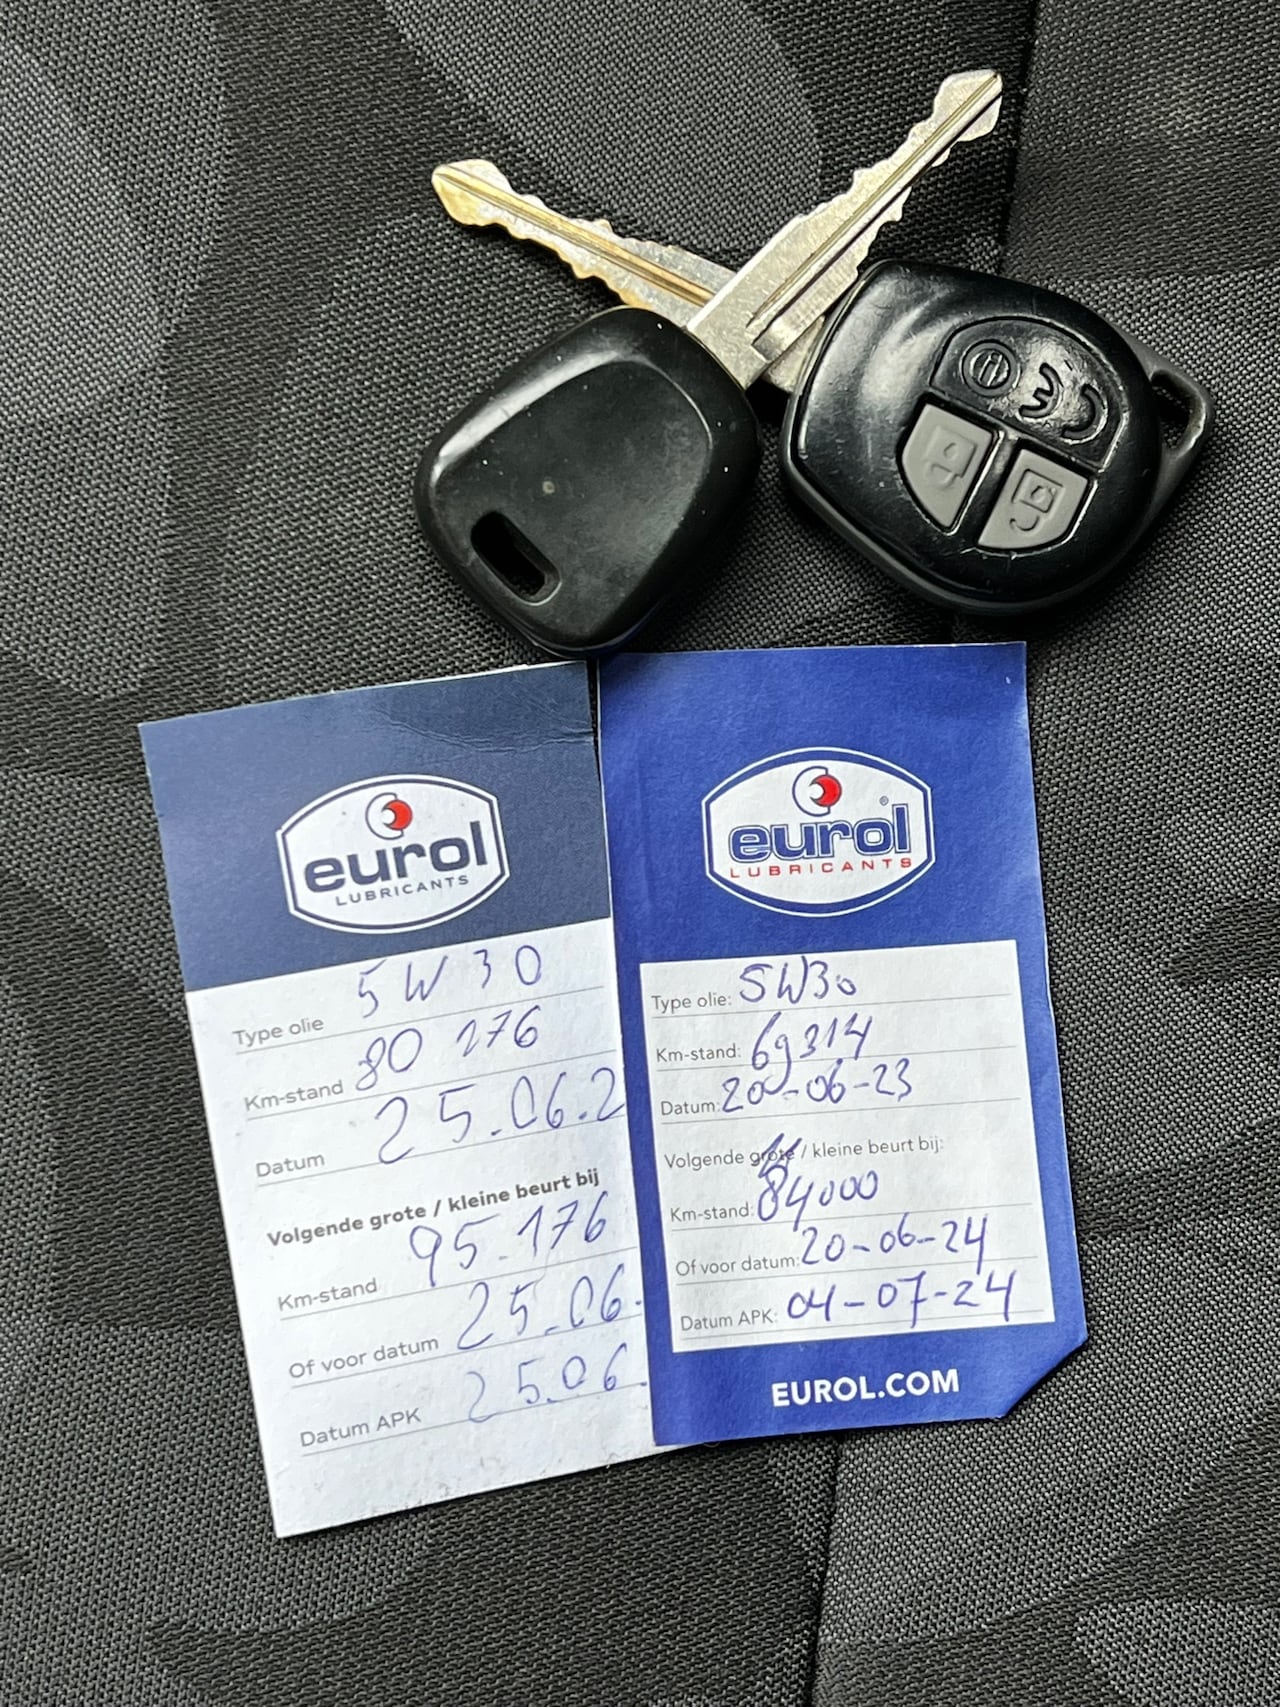 eurol
LUBRICANTS
Type olie 5W30
Km-stand 80 176
Datum 25.06.2
Volgende grote / kleine beurt bij
Km-stand 95.176
Of voor datum 25.06.
Datum APK 25.06.
eurol®
LUBRICANTS
Type olie: 5W30
Km-stand: 69314
Datum: 20-06-23
Volgende grote / kleine beurt bij:
Km-stand: 84000
Of voor datum: 20-06-24
Datum APK: 04-07-24
EUROL.COM